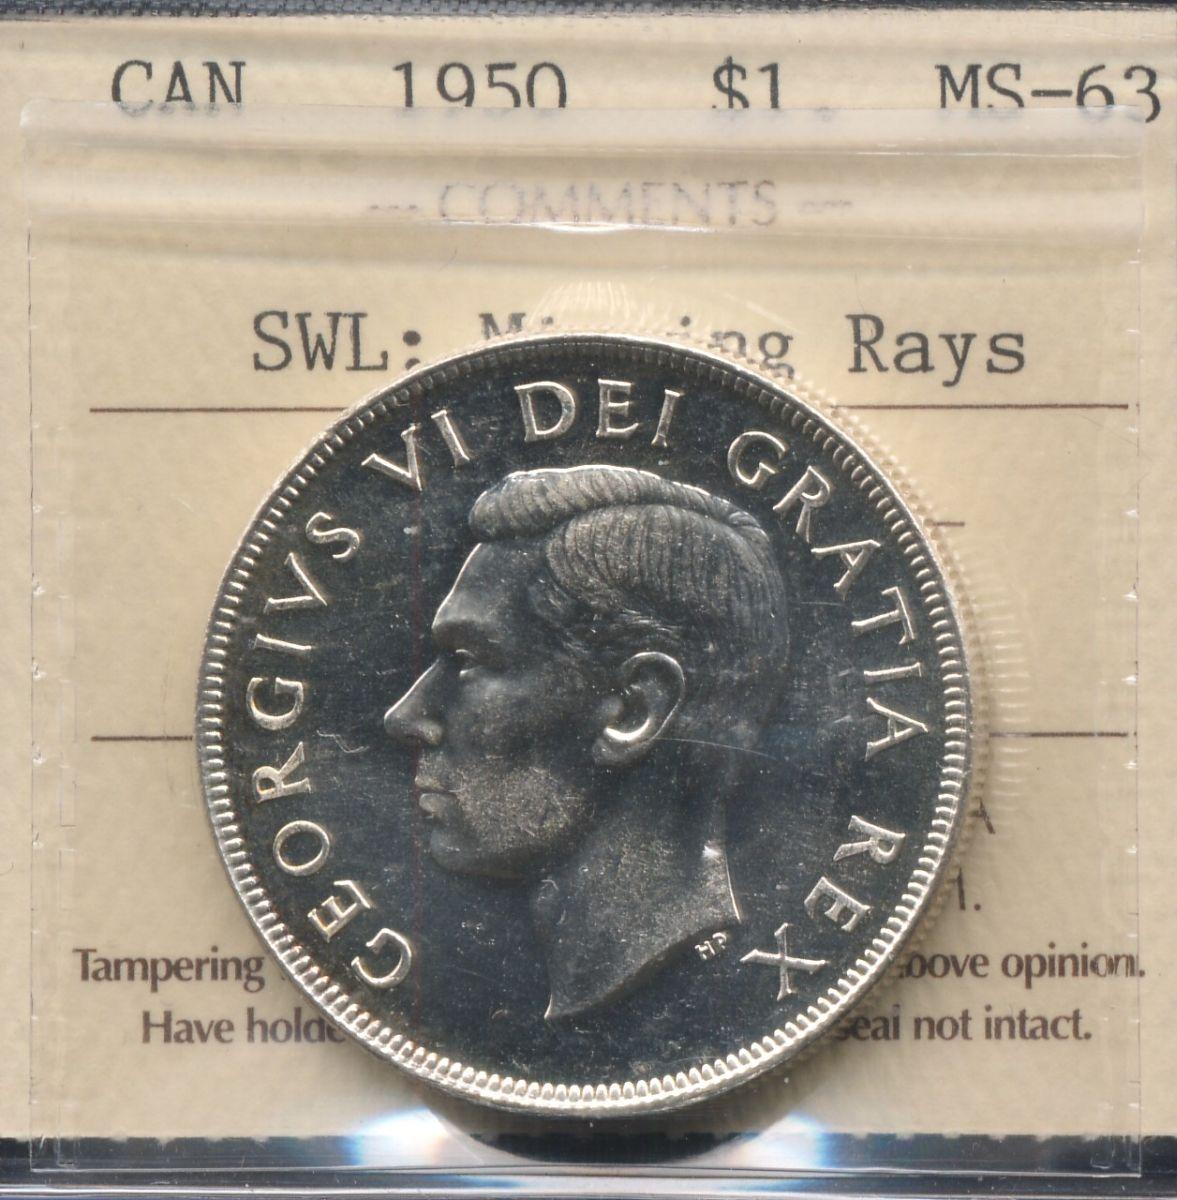 CAN 1950 $1. MS-63
--- COMMENTS ---
SWL: Missing Rays
GEORGIVS VI DEI GRATIA REX
HP
Tampering above opinion.
Have holde seal not intact.